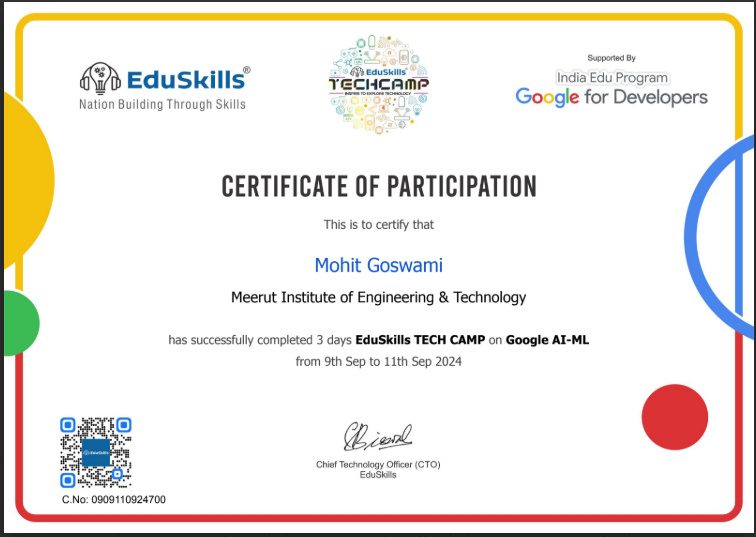 EduSkills®
Nation Building Through Skills
EduSkills
TECHCAMP
INSPIRE TO EXPLORE TECHNOLOGY
Supported By
India Edu Program
Google for Developers
CERTIFICATE OF PARTICIPATION
This is to certify that
Mohit Goswami
Meerut Institute of Engineering & Technology
has successfully completed 3 days EduSkills TECH CAMP on Google AI-ML
from 9th Sep to 11th Sep 2024
EduSkills
C.No: 0909110924700
Chief Technology Officer (CTO)
EduSkills